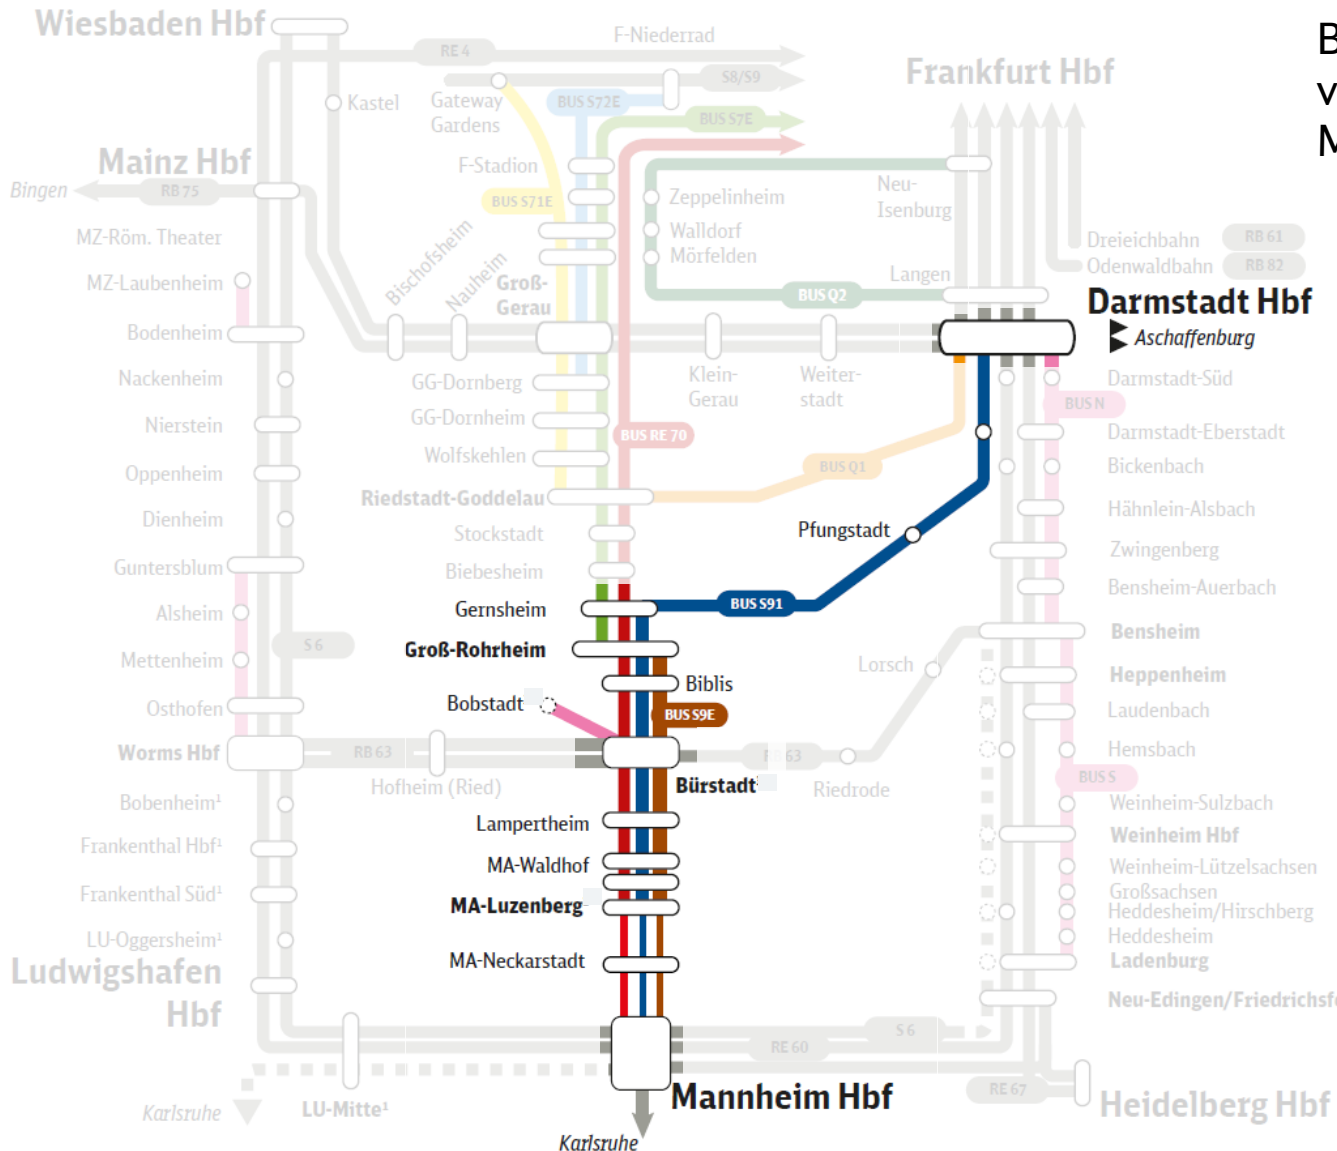 Wiesbaden Hbf
RE 4
F-Niederrad
B
v
M
Frankfurt Hbf
S8/S9
Kastel
Gateway
Gardens
BUS S72E
BUS S7E
Mainz Hbf
Bingen
RB 75
F-Stadion
BUS S71E
Zeppelinheim
Walldorf
Mörfelden
Neu-
Isenburg
MZ-Röm. Theater
MZ-Laubenheim
Bodenheim
Nackenheim
Nierstein
Oppenheim
Dienheim
Guntersblum
Alsheim
Mettenheim
Osthofen
Worms Hbf
Bobenheim¹
Frankenthal Hbf¹
Frankenthal Süd¹
LU-Oggersheim¹
Ludwigshafen
Hbf
S 6
RB 63
Hofheim (Ried)
Bischofsheim
Nauheim
Groß-
Gerau
Langen
BUS Q2
Dreieichbahn
RB 61
Odenwaldbahn
RB 82
Darmstadt Hbf
Aschaffenburg
Klein-
Gerau
Weiter-
stadt
GG-Dornberg
GG-Dornheim
Wolfskehlen
Riedstadt-Goddelau
Stockstadt
Biebesheim
BUS RE 70
BUS Q1
Gernsheim
Groß-Rohrheim
Biblis
Bobstadt
BUS S9E
BUS S91
Pfungstadt
Bürstadt
RB 63
Riedrode
Lorsch
Lampertheim
MA-Waldhof
MA-Luzenberg
MA-Neckarstadt
Darmstadt-Süd
BUS N
Darmstadt-Eberstadt
Bickenbach
Hähnlein-Alsbach
Zwingenberg
Bensheim-Auerbach
Bensheim
Heppenheim
Laudenbach
Hemsbach
BUS S
Weinheim-Sulzbach
Weinheim Hbf
Weinheim-Lützelsachsen
Großsachsen
Heddesheim/Hirschberg
Heddesheim
Ladenburg
Neu-Edingen/Friedrichsfe
S 6
RE 60
RE 67
Mannheim Hbf
Heidelberg Hbf
Karlsruhe
LU-Mitte¹
Karlsruhe